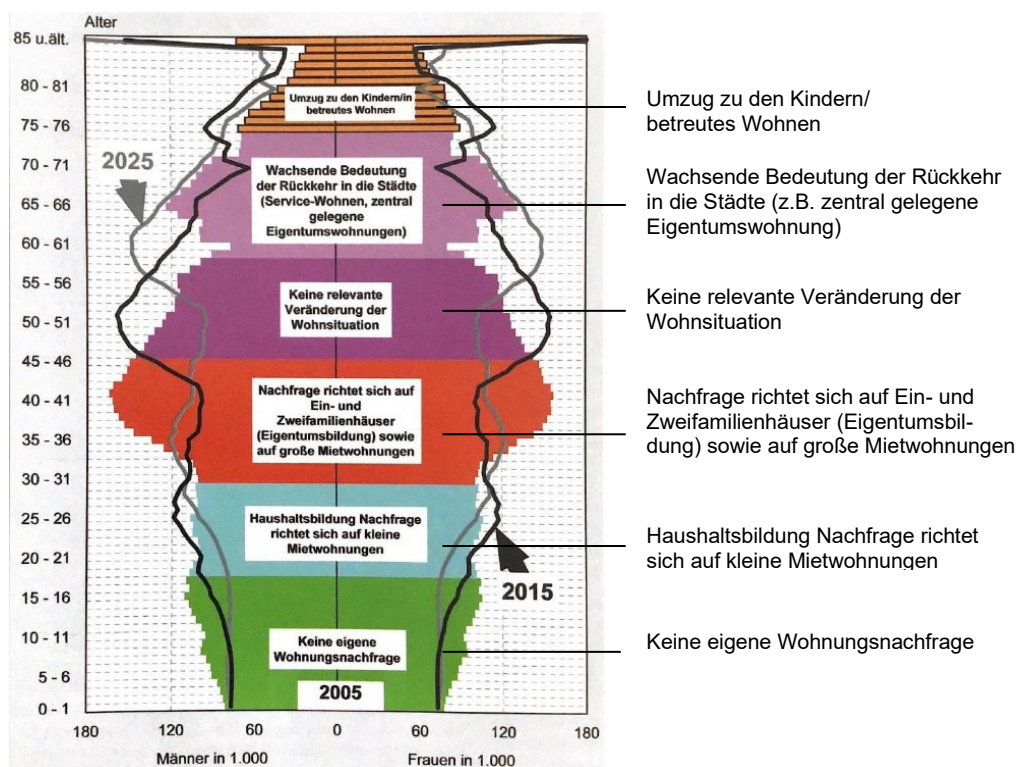 Alter
85 u.ält.
80 - 81
75 - 76
70 - 71
65 - 66
60 - 61
55 - 56
50 - 51
45 - 46
40 - 41
35 - 36
30 - 31
25 - 26
20 - 21
15 - 16
10 - 11
5 - 6
0 - 1
2025
Umzug zu den Kindern/in
betreutes Wohnen
Wachsende Bedeutung
der Rückkehr in die Städte
(Service-Wohnen, zentral
gelegene
Eigentumswohnungen)
Keine relevante
Veränderung der
Wohnsituation
Nachfrage richtet sich auf
Ein- und
Zweifamilienhäuser
(Eigentumsbildung) sowie
auf große Mietwohnungen
Haushaltsbildung Nachfrage
richtet sich auf kleine
Mietwohnungen
2015
Keine eigene
Wohnungsnachfrage
2005
180 120 60 0 60 120 180
Männer in 1.000 Frauen in 1.000
Umzug zu den Kindern/
betreutes Wohnen
Wachsende Bedeutung der Rückkehr
in die Städte (z.B. zentral gelegene
Eigentumswohnung)
Keine relevante Veränderung der
Wohnsituation
Nachfrage richtet sich auf Ein- und
Zweifamilienhäuser (Eigentumsbil-
dung) sowie auf große Mietwohnungen
Haushaltsbildung Nachfrage richtet
sich auf kleine Mietwohnungen
Keine eigene Wohnungsnachfrage